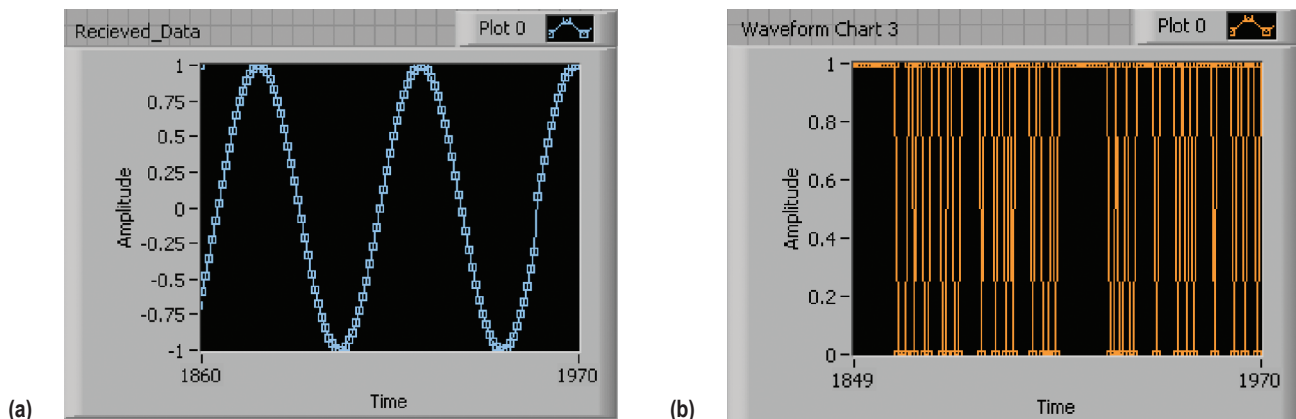 Recieved_Data
Plot 0
Amplitude
1
0.75
0.5
0.25
0
-0.25
-0.5
-0.75
-1
1860
1970
Time
(a)
Waveform Chart 3
Plot 0
Amplitude
1
0.8
0.6
0.4
0.2
0
1849
1970
Time
(b)